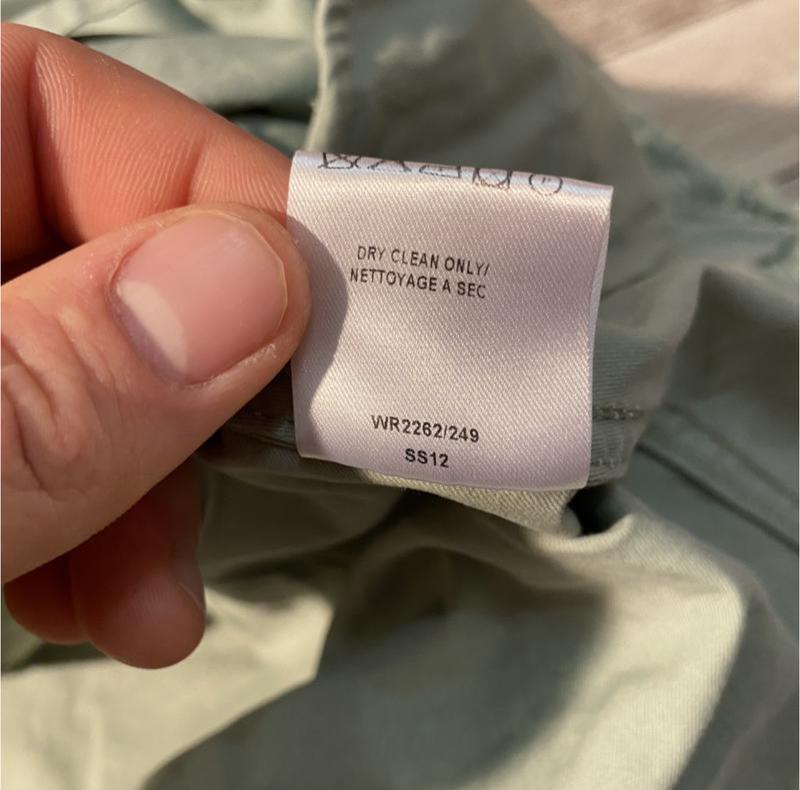 DRY CLEAN ONLY/
NETTOYAGE A SEC
WR2262/249
SS12